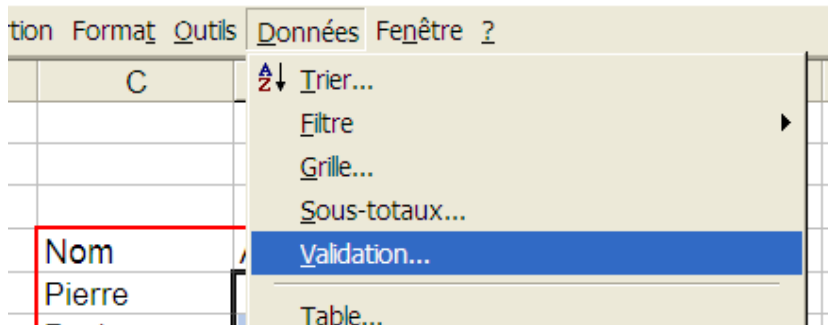 tion Format Outils Données Fenêtre ?
C
Trier...
Filtre
Grille...
Sous-totaux...
Nom
Validation...
Pierre
Table...